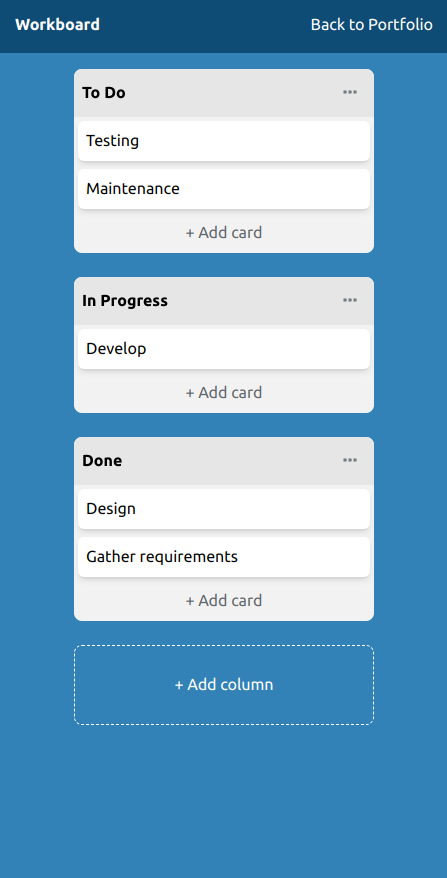 Workboard
Back to Portfolio
To Do
Testing
Maintenance
+ Add card
In Progress
Develop
+ Add card
Done
Design
Gather requirements
+ Add card
+ Add column